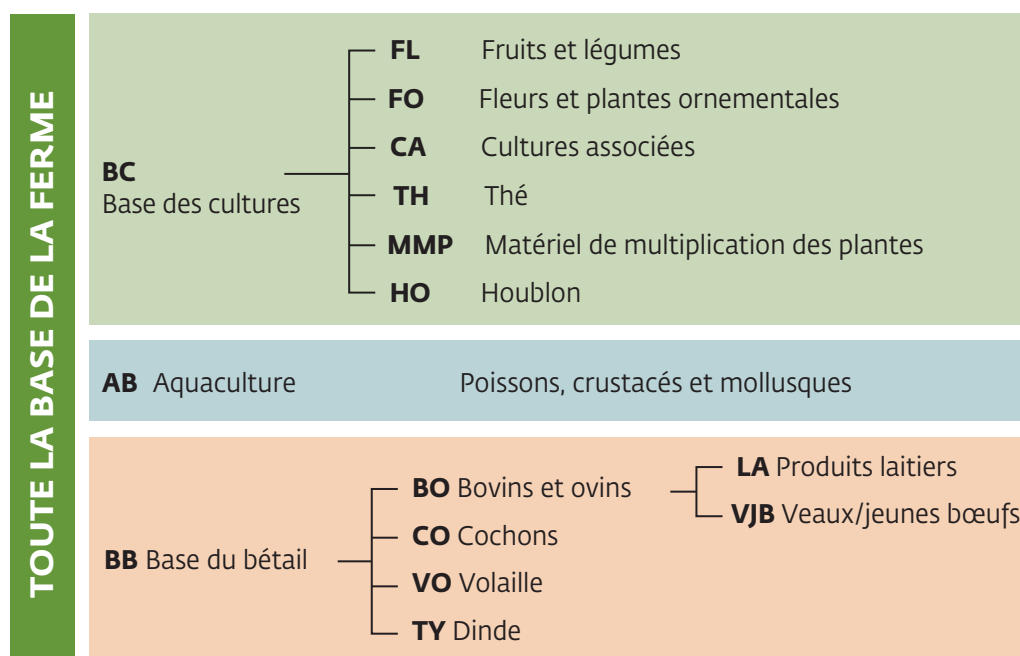 TOUTE LA BASE DE LA FERME
BC
Base des cultures
FL Fruits et légumes
FO Fleurs et plantes ornementales
CA Cultures associées
TH Thé
MMP Matériel de multiplication des plantes
HO Houblon
AB Aquaculture Poissons, crustacés et mollusques
BB Base du bétail
BO Bovins et ovins
CO Cochons
VO Volaille
TY Dinde
LA Produits laitiers
VJB Veaux/jeunes bœufs